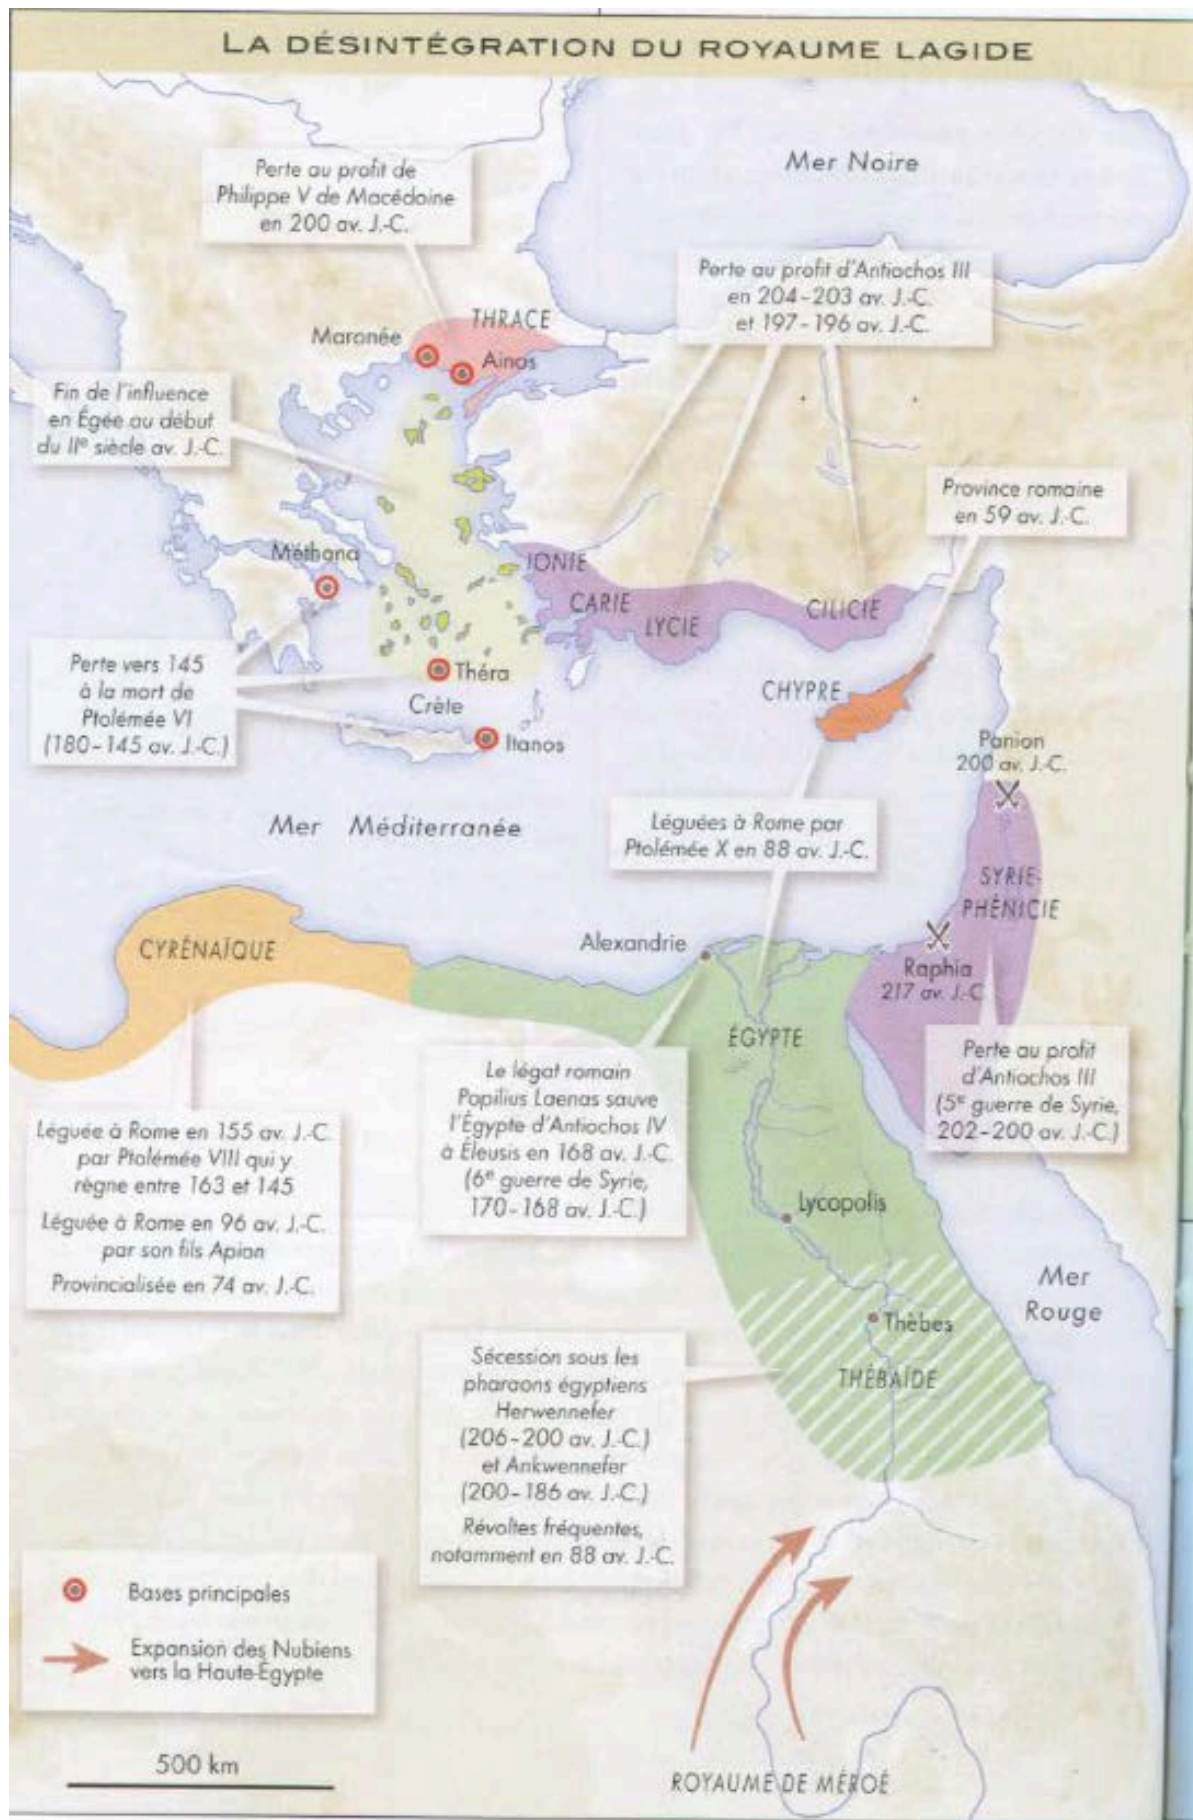 LA DÉSINTÉGRATION DU ROYAUME LAGIDE
Mer Noire
Perte au profit de
Philippe V de Macédoine
en 200 av. J.-C.
Perte au profit d'Antiochos III
en 204–203 av. J.-C.
et 197–196 av. J.-C.
THRACE
Maronée
Ainos
Fin de l'influence
en Égée au début
du IIe siècle av. J.-C.
Province romaine
en 59 av. J.-C.
Méthana
IONIE
CARIE
LYCIE
CILICIE
Perte vers 145
à la mort de
Ptolémée VI
(180–145 av. J.-C.)
Théra
Crète
Itanos
CHYPRE
Panion
200 av. J.-C.
Mer Méditerranée
Léguées à Rome par
Ptolémée X en 88 av. J.-C.
SYRIE-
PHÉNICIE
CYRÉNAÏQUE
Alexandrie
Raphia
217 av. J.-C.
ÉGYPTE
Le légat romain
Popilius Laenas sauve
l'Égypte d'Antiochos IV
à Éleusis en 168 av. J.-C.
(6e guerre de Syrie,
170–168 av. J.-C.)
Perte au profit
d'Antiochos III
(5e guerre de Syrie,
202–200 av. J.-C.)
Léguée à Rome en 155 av. J.-C.
par Ptolémée VIII qui y
règne entre 163 et 145
Léguée à Rome en 96 av. J.-C.
par son fils Apion
Provincialisée en 74 av. J.-C.
Lycopolis
Mer
Rouge
Thèbes
THÉBAÏDE
Sécession sous les
pharaons égyptiens
Herwennefer
(206–200 av. J.-C.)
et Ankwennefer
(200–186 av. J.-C.)
Révoltes fréquentes,
notamment en 88 av. J.-C.
Bases principales
Expansion des Nubiens
vers la Haute-Égypte
500 km
ROYAUME DE MÉROÉ